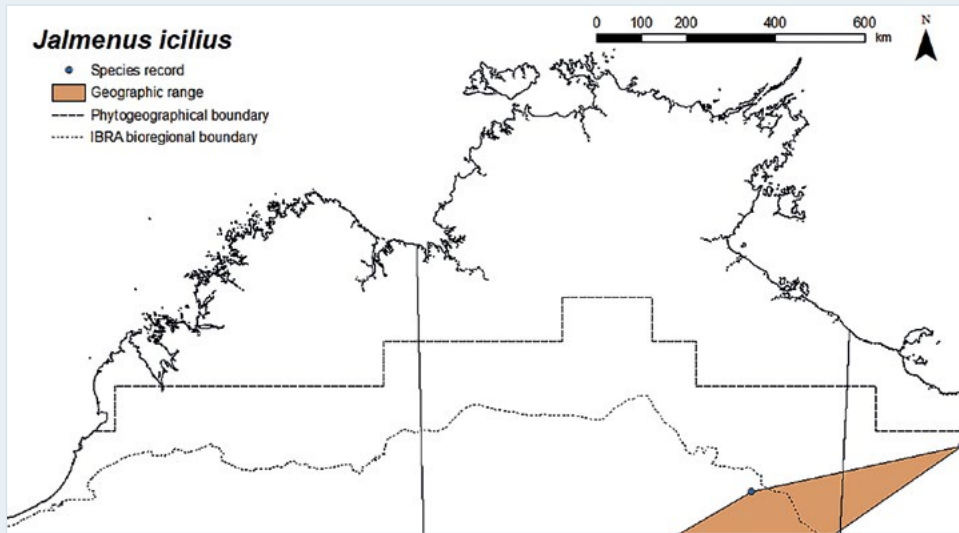 Jalmenus icilius
Species record
Geographic range
Phytogeographical boundary
IBRA bioregional boundary
0 100 200 400 600
km
N